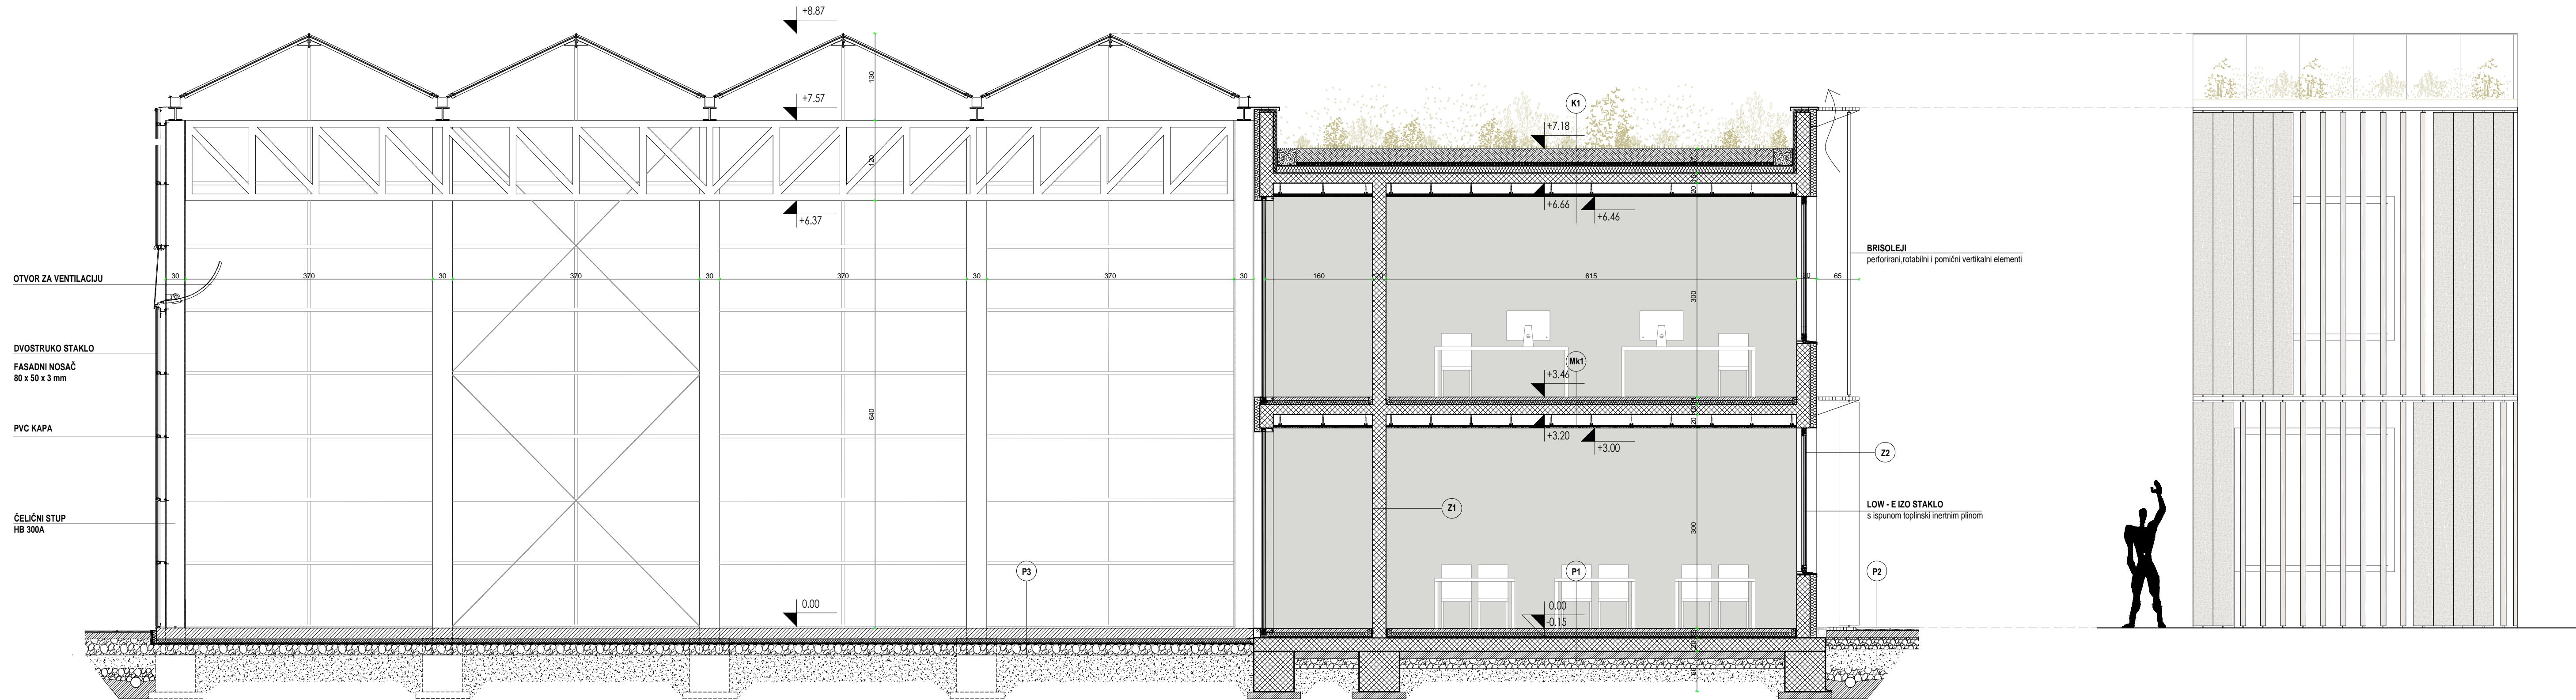 +8.87
130
+7.57
K1
+7.18
120
20
+6.37
+6.66
+6.46
BRISOLEJI
perforirani,rotabilni i pomični vertikalni elementi
OTVOR ZA VENTILACIJU
30
370
30
370
30
370
30
370
30
160
20
615
30
65
300
DVOSTRUKO STAKLO
FASADNI NOSAČ
80 x 50 x 3 mm
Mk1
+3.46
640
PVC KAPA
20
+3.20
+3.00
Z2
Z1
LOW - E IZO STAKLO
s ispunom toplinski inertnim plinom
ČELIČNI STUP
HB 300A
300
P3
P1
P2
0.00
0.00
-0.15